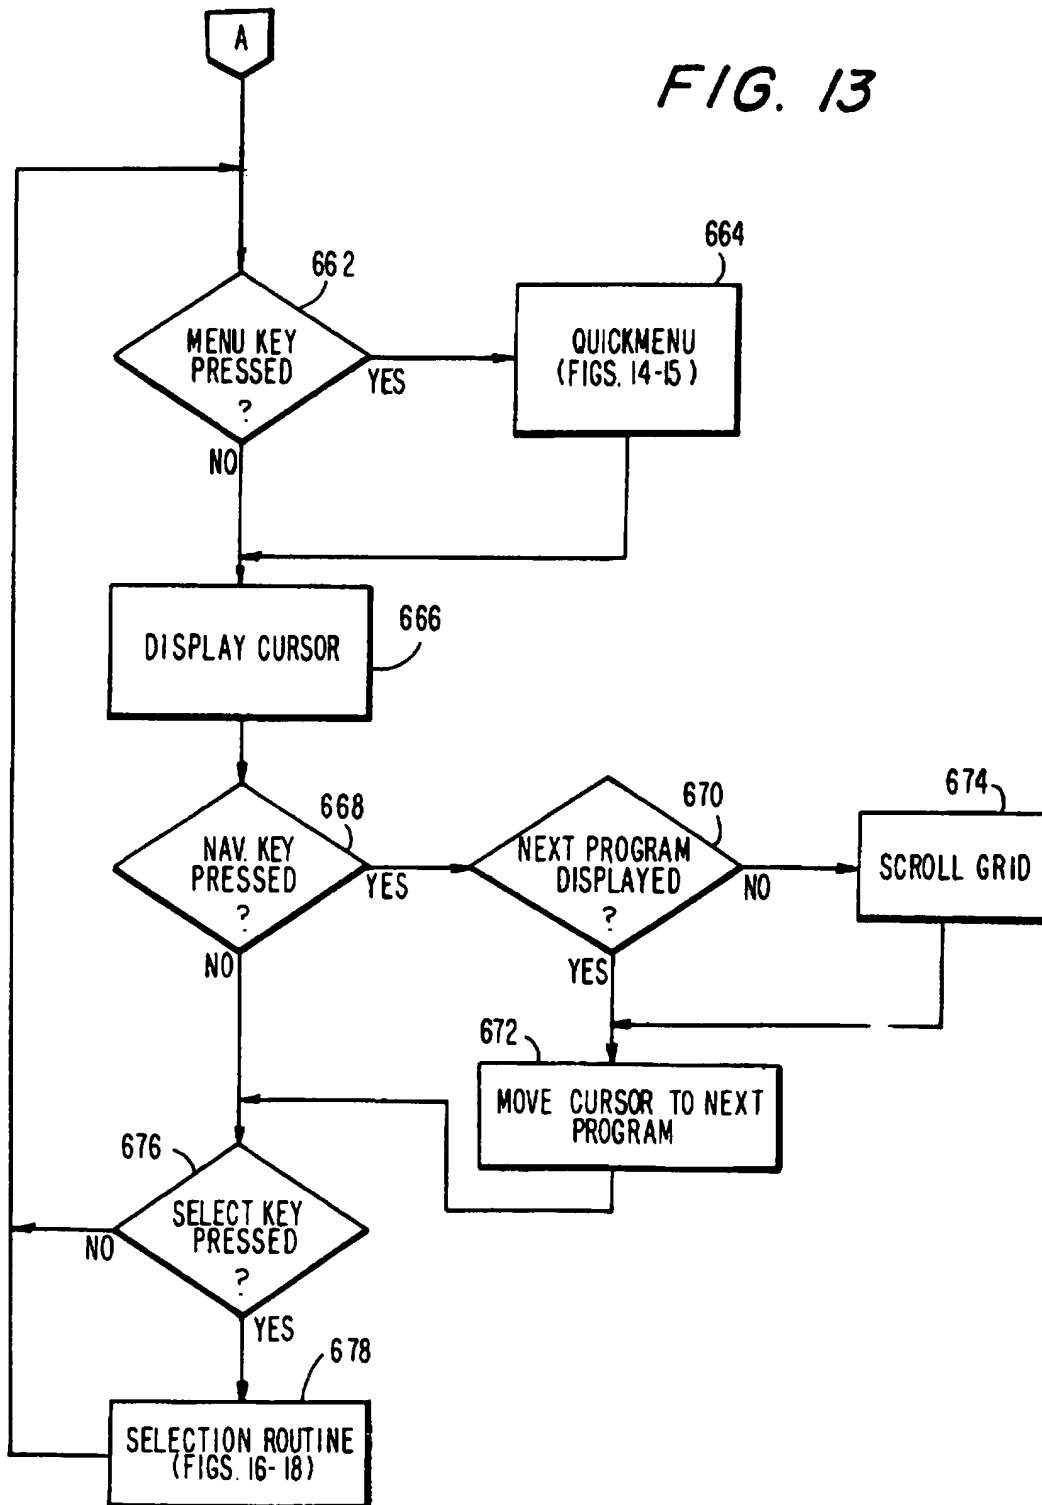 A
FIG. 13
662
MENU KEY
PRESSED
?
YES
NO
664
QUICKMENU
(FIGS. 14-15)
DISPLAY CURSOR
666
668
NAV. KEY
PRESSED
?
YES
NO
670
NEXT PROGRAM
DISPLAYED
?
NO
YES
674
SCROLL GRID
672
MOVE CURSOR TO NEXT
PROGRAM
676
SELECT KEY
PRESSED
?
NO
YES
678
SELECTION ROUTINE
(FIGS. 16-18)